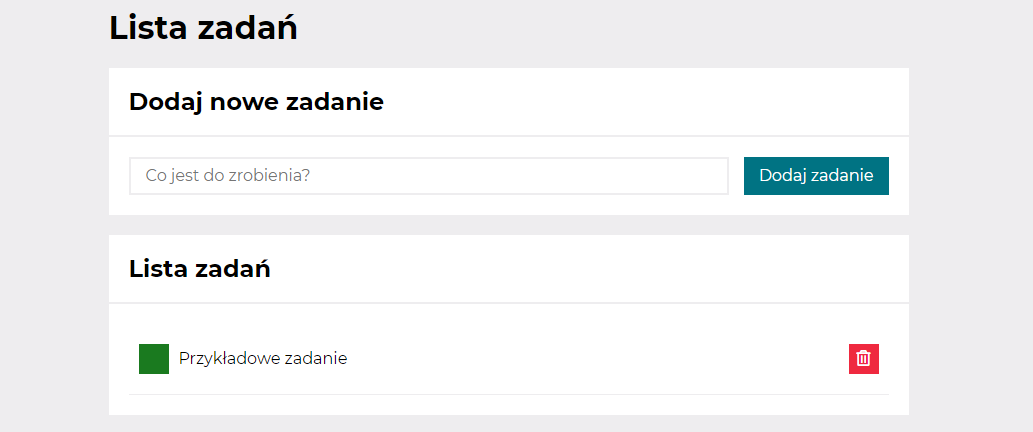 Lista zadań
Dodaj nowe zadanie
Co jest do zrobienia?
Dodaj zadanie
Lista zadań
Przykładowe zadanie